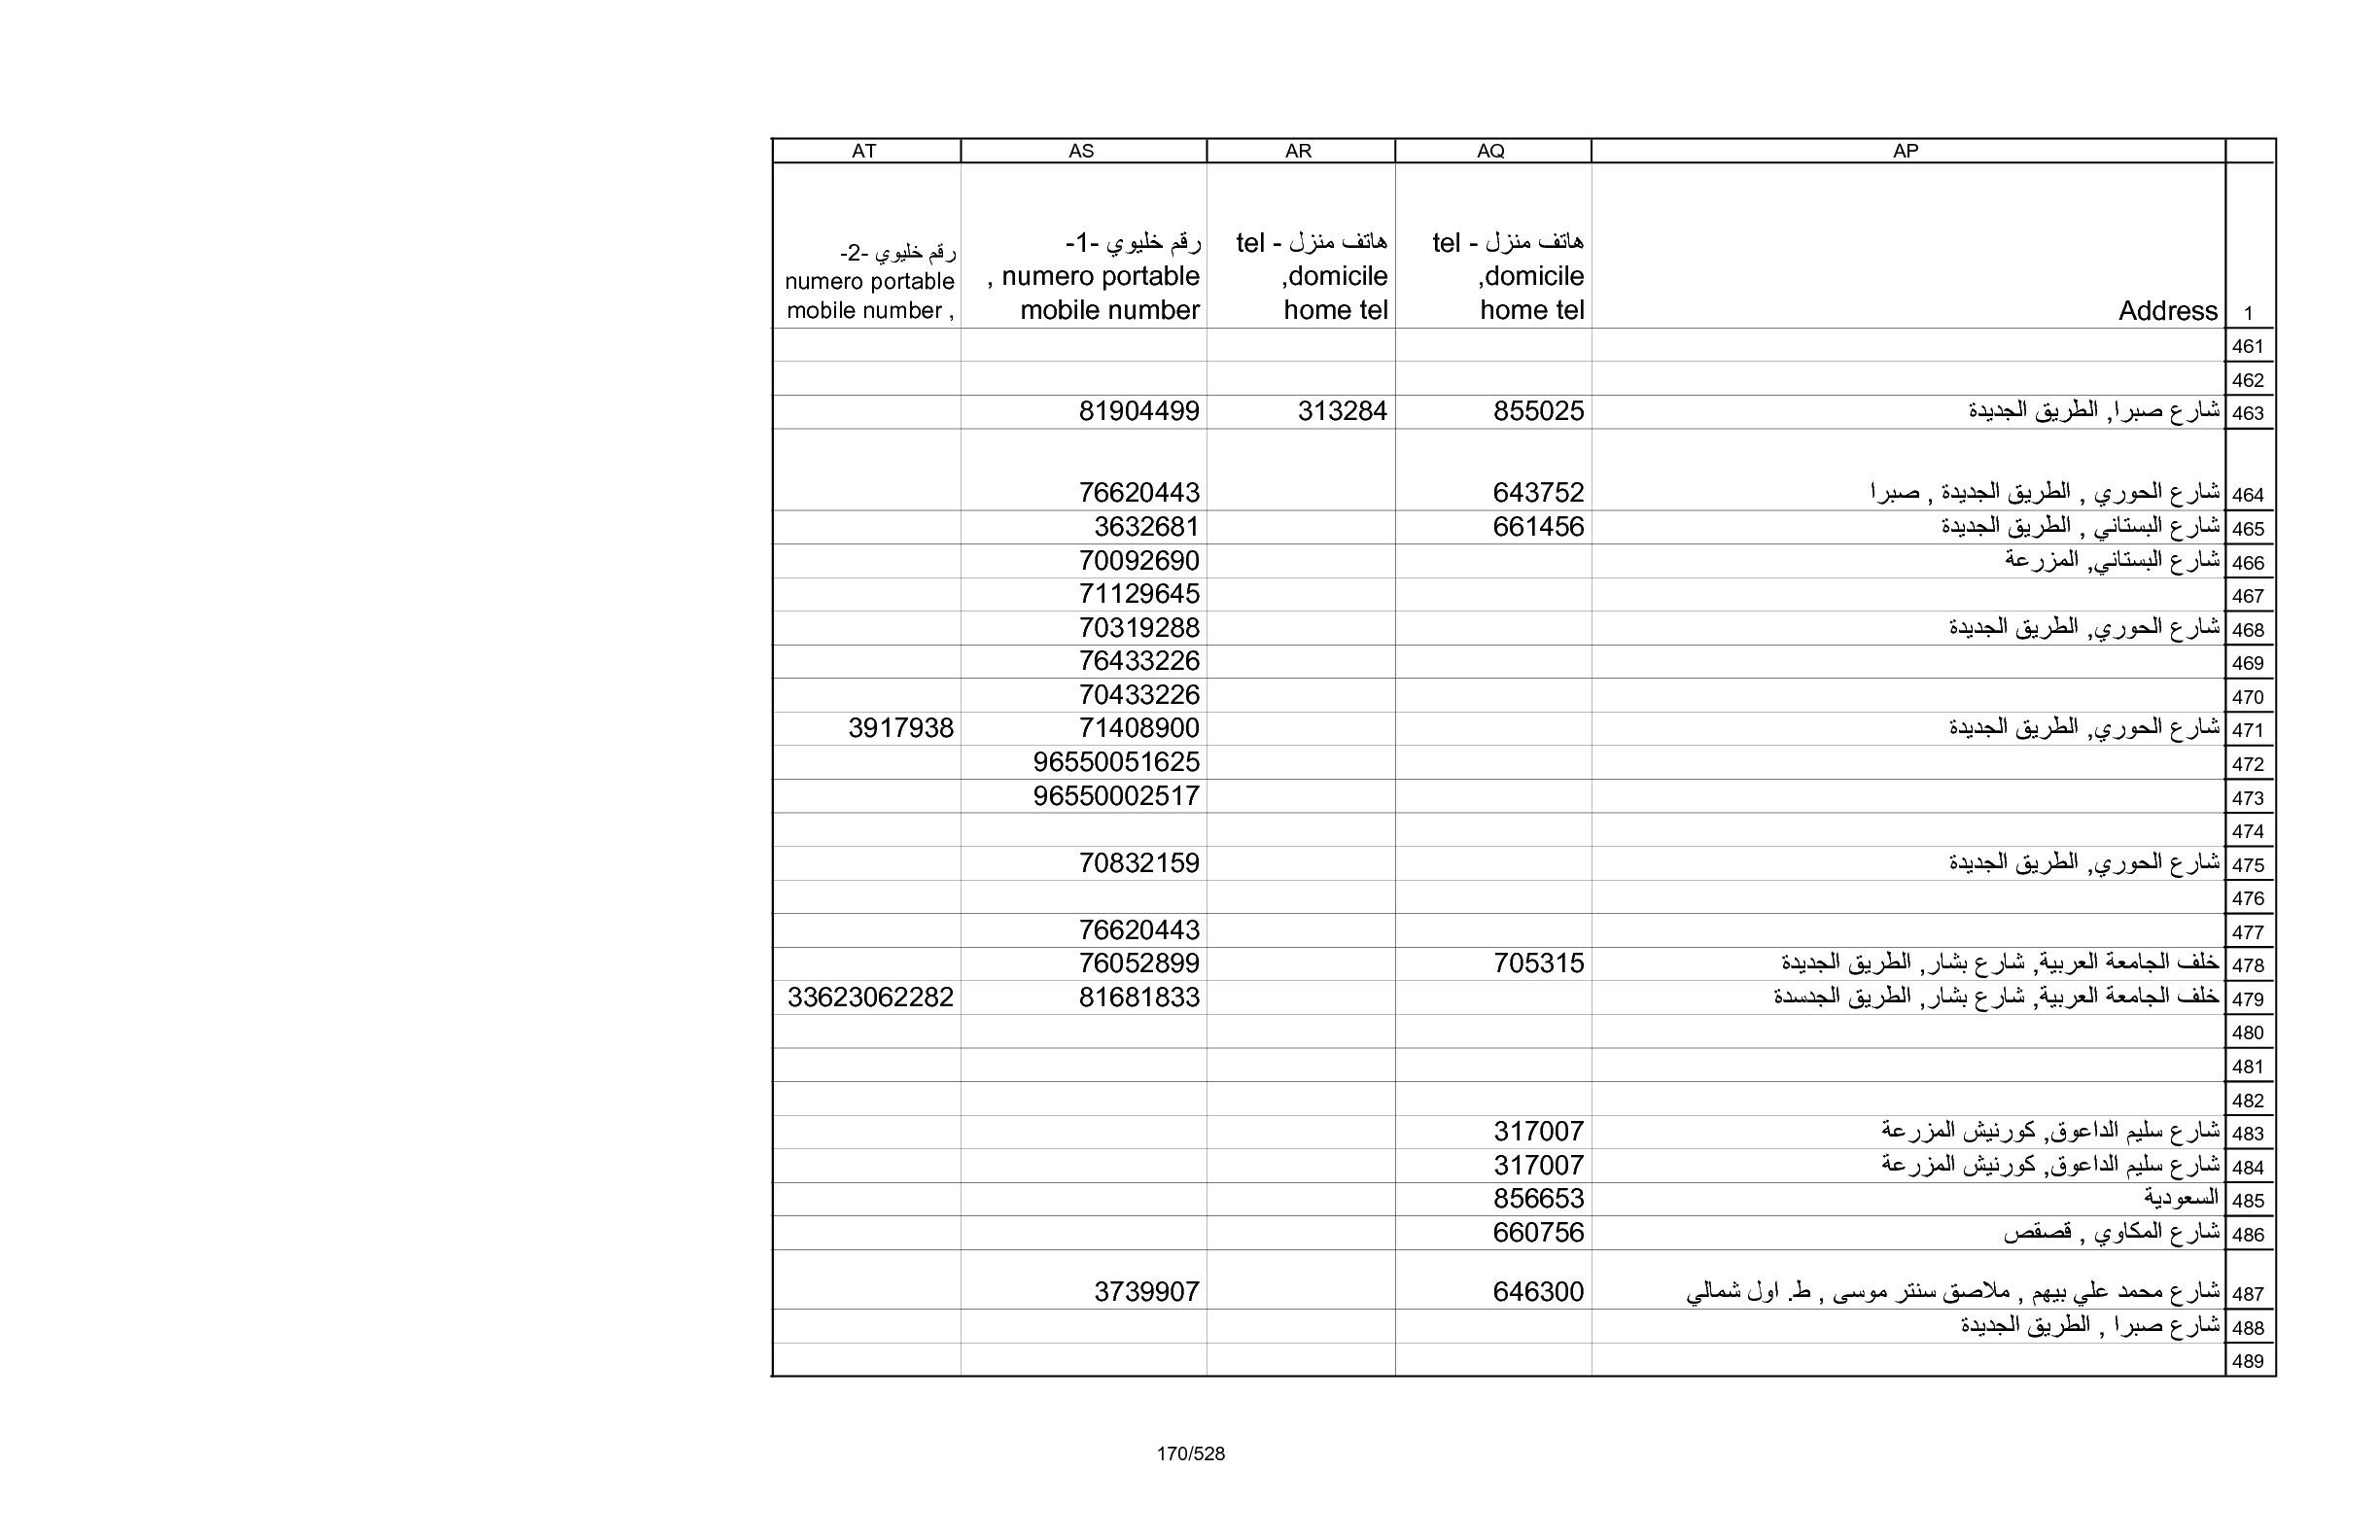 AP AQ AR AS AT
1 Address هاتف منزل - tel domicile, home tel هاتف منزل - tel domicile, home tel رقم خليوي -1- numero portable , mobile number رقم خليوي -2- numero portable mobile number ,
461
462
463 شارع صبرا, الطريق الجديدة 855025 313284 81904499
464 شارع الحوري , الطريق الجديدة , صبرا 643752 76620443
465 شارع البستاني , الطريق الجديدة 661456 3632681
466 شارع البستاني, المزرعة 70092690
467 71129645
468 شارع الحوري, الطريق الجديدة 70319288
469 76433226
470 70433226
471 شارع الحوري, الطريق الجديدة 71408900 3917938
472 96550051625
473 96550002517
474
475 شارع الحوري, الطريق الجديدة 70832159
476
477 76620443
478 خلف الجامعة العربية, شارع بشار, الطريق الجديدة 705315 76052899
479 خلف الجامعة العربية, شارع بشار, الطريق الجدسدة 81681833 33623062282
480
481
482
483 شارع سليم الداعوق, كورنيش المزرعة 317007
484 شارع سليم الداعوق, كورنيش المزرعة 317007
485 السعودية 856653
486 شارع المكاوي , قصقص 660756
487 شارع محمد علي بيهم , ملاصق سنتر موسى , ط. اول شمالي 646300 3739907
488 شارع صبرا , الطريق الجديدة
489
170/528